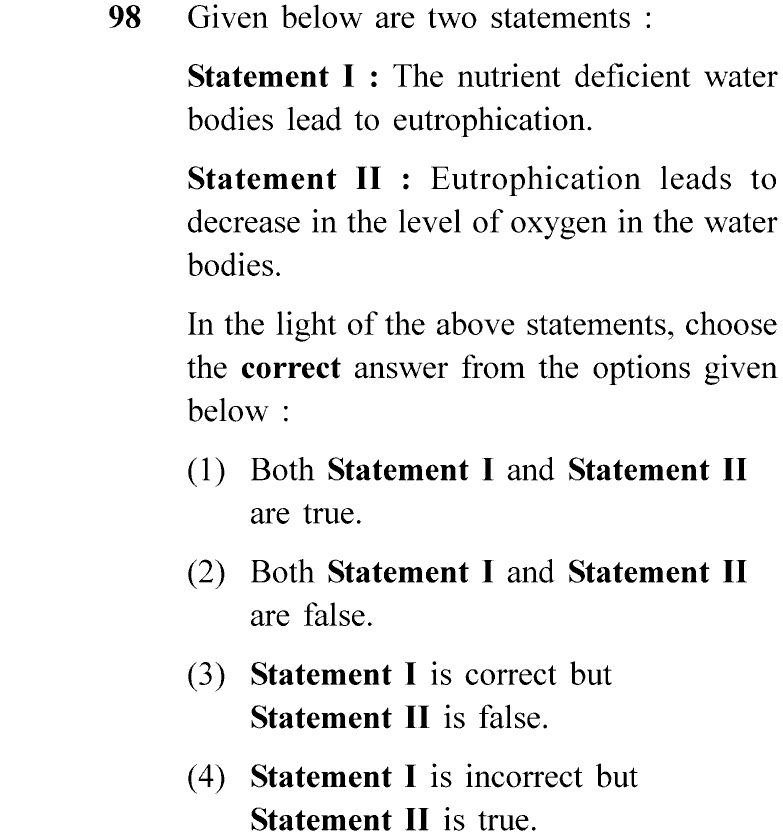 98 Given below are two statements :
Statement I : The nutrient deficient water
bodies lead to eutrophication.
Statement II : Eutrophication leads to
decrease in the level of oxygen in the water
bodies.
In the light of the above statements, choose
the correct answer from the options given
below :
(1) Both Statement I and Statement II
are true.
(2) Both Statement I and Statement II
are false.
(3) Statement I is correct but
Statement II is false.
(4) Statement I is incorrect but
Statement II is true.